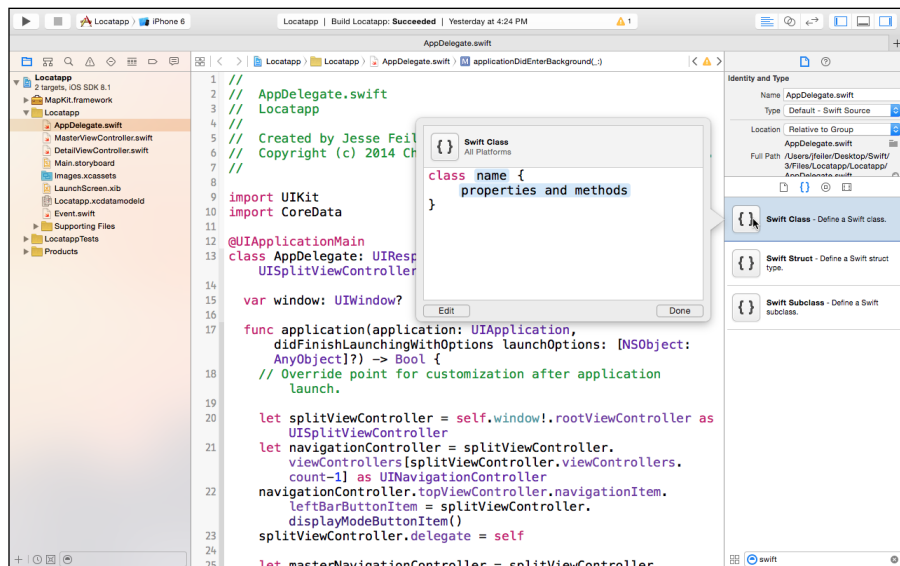 Locatapp
iPhone 6
Locatapp | Build Locatapp: Succeeded | Yesterday at 4:24 PM
1
AppDelegate.swift
Locatapp
2 targets, iOS SDK 8.1
MapKit.framework
Locatapp
AppDelegate.swift
MasterViewController.swift
DetailViewController.swift
Main.storyboard
Images.xcassets
LaunchScreen.xib
Locatapp.xcdatamodeld
Event.swift
Supporting Files
LocatappTests
Products
Locatapp
Locatapp
AppDelegate.swift
M applicationDidEnterBackground(_:)
1 //
2 // AppDelegate.swift
3 // Locatapp
4 //
5 // Created by Jesse Feil
6 // Copyright (c) 2014 Ch
7 //
8
9 import UIKit
10 import CoreData
11
12 @UIApplicationMain
13 class AppDelegate: UIResp
UISplitViewController
14
15 var window: UIWindow?
16
17 func application(application: UIApplication,
didFinishLaunchingWithOptions launchOptions: [NSObject:
AnyObject]?) -> Bool {
18 // Override point for customization after application
launch.
19
20 let splitViewController = self.window!.rootViewController as
UISplitViewController
21 let navigationController = splitViewController.
viewControllers[splitViewController.viewControllers.
count-1] as UINavigationController
22 navigationController.topViewController.navigationItem.
leftBarButtonItem = splitViewController.
displayModeButtonItem()
23 splitViewController.delegate = self
24
25 let masterNavigationController = splitViewController
{ }
Swift Class
All Platforms
class name {
properties and methods
}
Edit
Done
Identity and Type
Name AppDelegate.swift
Type Default - Swift Source
Location Relative to Group
AppDelegate.swift
Full Path /Users/jfeiler/Desktop/Swift/
3/Files/Locatapp/Locatapp/
AppDelegate.swift
{ }
{ } Swift Class - Define a Swift class.
{ } Swift Struct - Define a Swift struct
type.
{ } Swift Subclass - Define a Swift
subclass.
swift